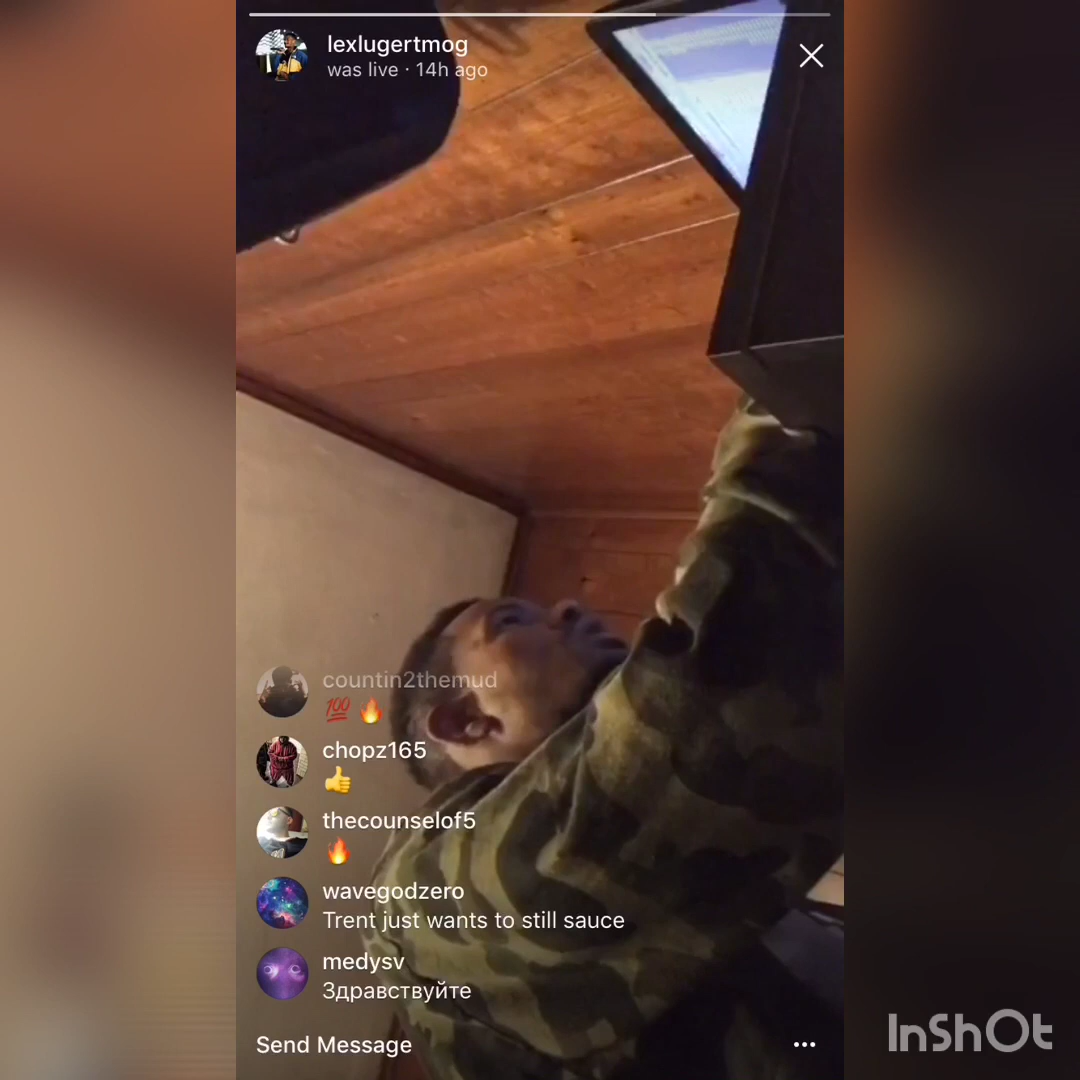 lexlugertmog
was live · 14h ago
countin2themud
💯 🔥
chopz165
👍
thecounselof5
🔥
wavegodzero
Trent just wants to still sauce
medysv
Здравствуйте
Send Message
InShOt